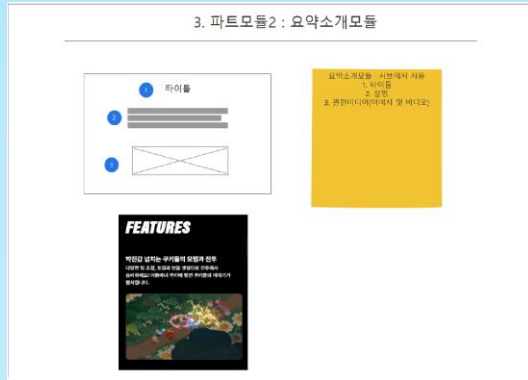 3. 파트모듈2 : 요약소개모듈
1 타이틀
2
3
요약소개모듈 : 서브에서 사용
1. 타이틀
2. 설명
3. 관련미디어(이미지 및 비디오)
FEATURES
박진감 넘치는 쿠키들의 모험과 전투